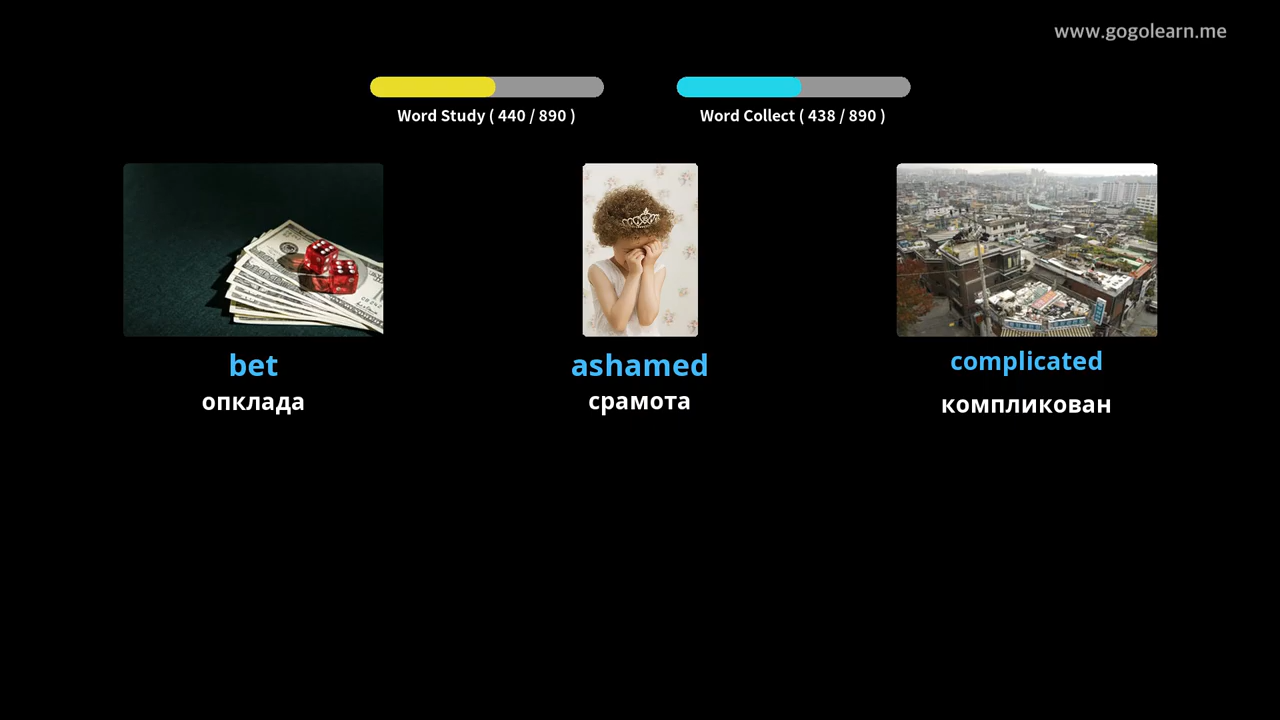 www.gogolearn.me
Word Study ( 440 / 890 )
Word Collect ( 438 / 890 )
bet
опклада
ashamed
срамота
complicated
компликован